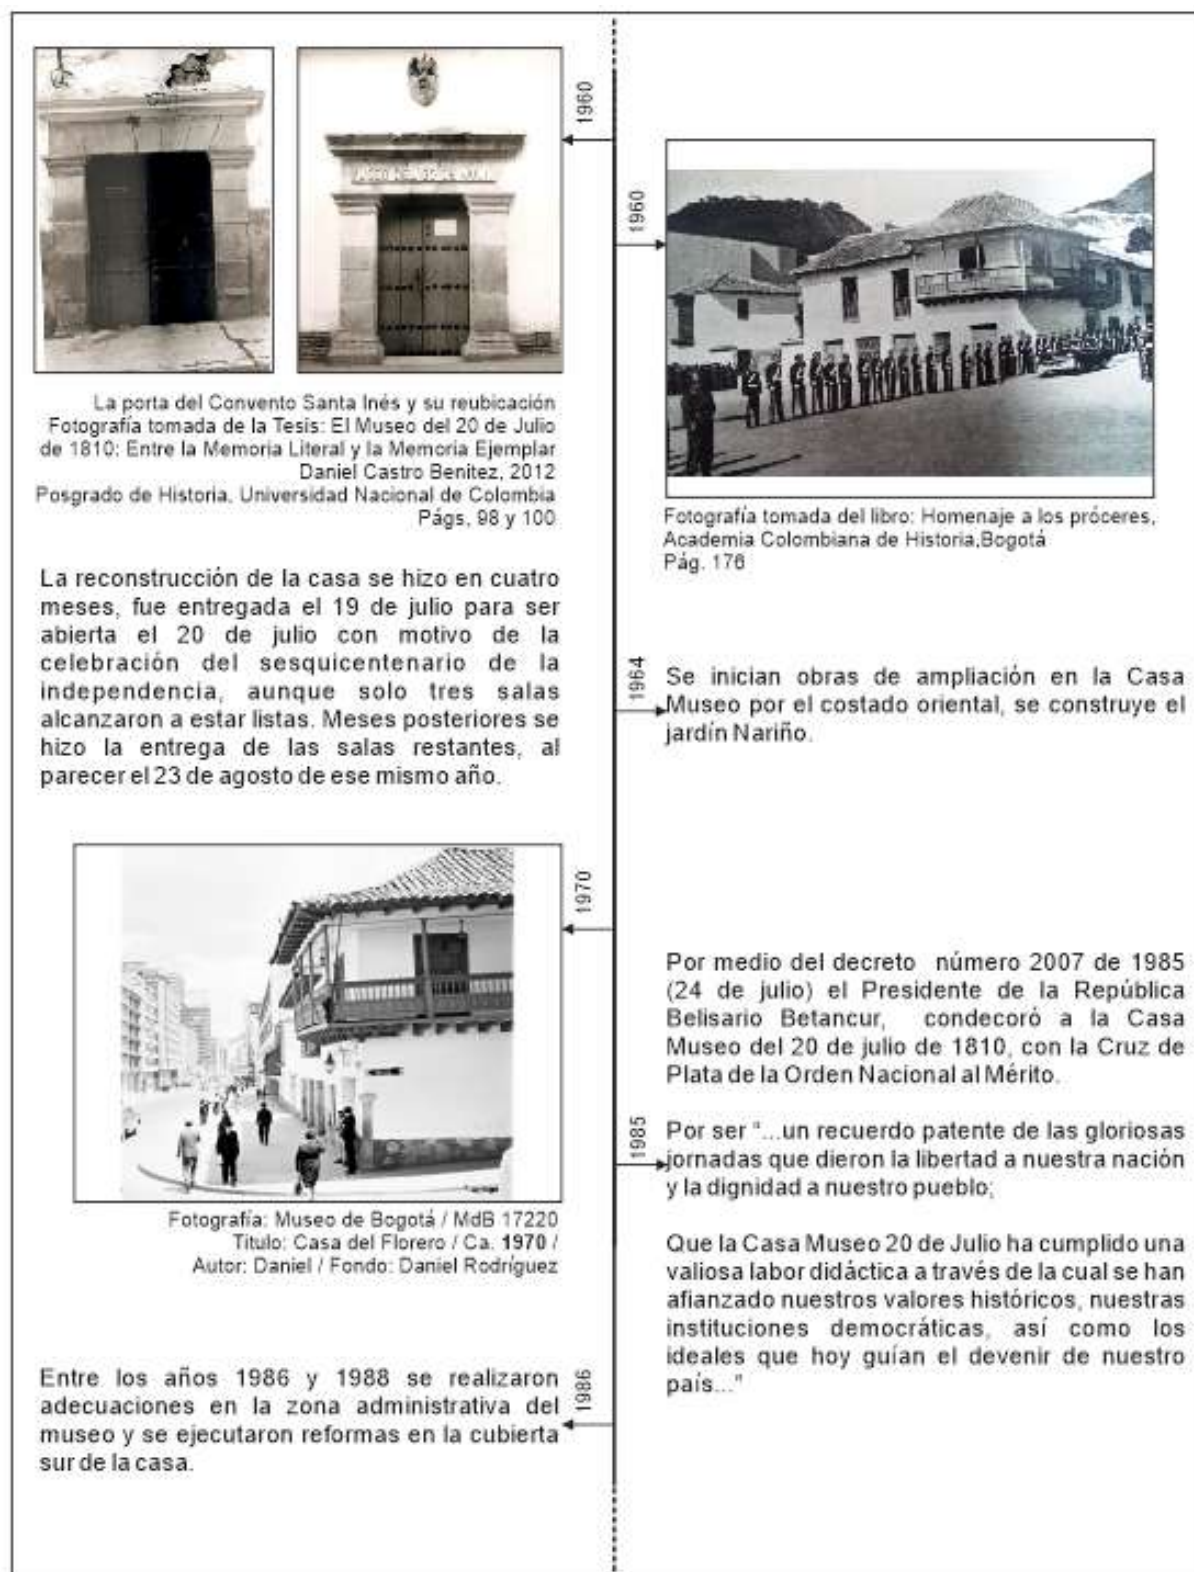 1960
La porta del Convento Santa Inés y su reubicación
Fotografía tomada de la Tesis: El Museo del 20 de Julio
de 1810: Entre la Memoria Literal y la Memoria Ejemplar
Daniel Castro Benitez, 2012
Posgrado de Historia, Universidad Nacional de Colombia
Págs. 98 y 100
La reconstrucción de la casa se hizo en cuatro
meses, fue entregada el 19 de julio para ser
abierta el 20 de julio con motivo de la
celebración del sesquicentenario de la
independencia, aunque solo tres salas
alcanzaron a estar listas. Meses posteriores se
hizo la entrega de las salas restantes, al
parecer el 23 de agosto de ese mismo año.
1960
Fotografía tomada del libro: Homenaje a los próceres,
Academia Colombiana de Historia,Bogotá
Pág. 176
1964
Se inician obras de ampliación en la Casa
Museo por el costado oriental, se construye el
jardín Nariño.
1970
Fotografía: Museo de Bogotá / MdB 17220
Titulo: Casa del Florero / Ca. 1970 /
Autor: Daniel / Fondo: Daniel Rodríguez
Por medio del decreto número 2007 de 1985
(24 de julio) el Presidente de la República
Belisario Betancur, condecoró a la Casa
Museo del 20 de julio de 1810, con la Cruz de
Plata de la Orden Nacional al Mérito.
1985
Por ser "...un recuerdo patente de las gloriosas
jornadas que dieron la libertad a nuestra nación
y la dignidad a nuestro pueblo;
Que la Casa Museo 20 de Julio ha cumplido una
valiosa labor didáctica a través de la cual se han
afianzado nuestros valores históricos, nuestras
instituciones democráticas, así como los
ideales que hoy guían el devenir de nuestro
país..."
1986
Entre los años 1986 y 1988 se realizaron
adecuaciones en la zona administrativa del
museo y se ejecutaron reformas en la cubierta
sur de la casa.